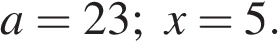 a = 23; x = 5.